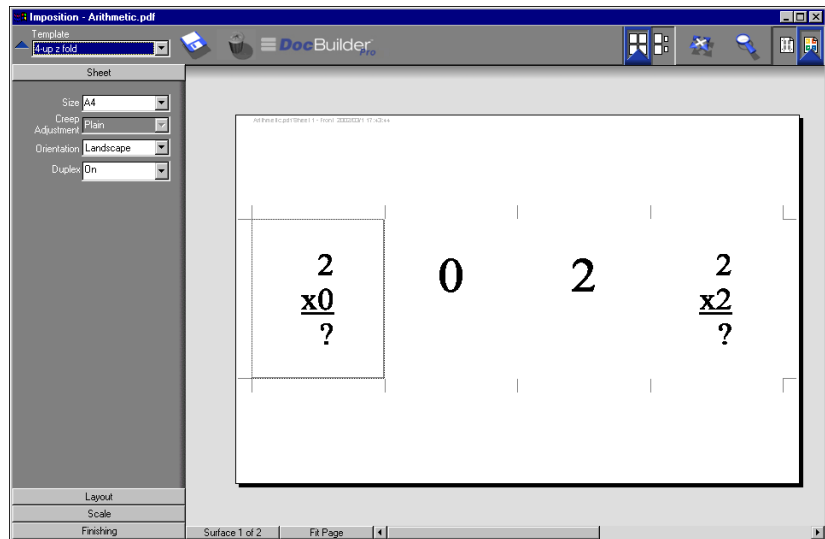 Imposition - Arithmetic.pdf
Template
4-up z fold
DocBuilder Pro
Sheet
Size A4
Creep Adjustment Plain
Orientation Landscape
Duplex On
2 0 2 2
x0 x2
? ?
Layout
Scale
Finishing
Surface 1 of 2 Fit Page